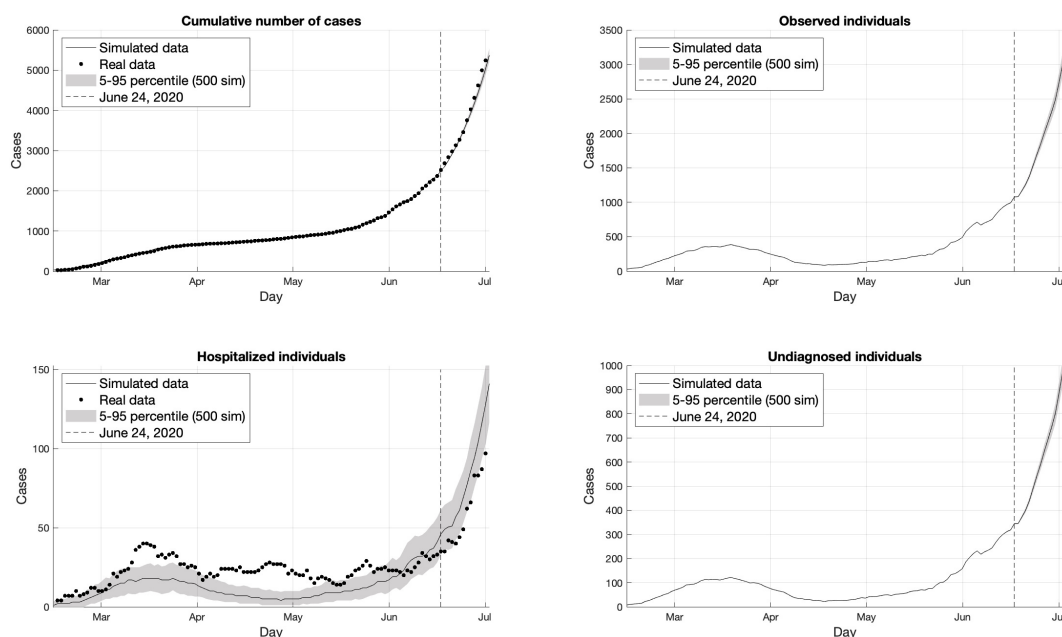 Cumulative number of cases
6000
5000
4000
3000
2000
1000
0
Cases
Simulated data
Real data
5-95 percentile (500 sim)
June 24, 2020
Mar Apr May Jun Jul
Day
Observed individuals
3500
3000
2500
2000
1500
1000
500
0
Cases
Simulated data
5-95 percentile (500 sim)
June 24, 2020
Mar Apr May Jun Ju
Day
Hospitalized individuals
150
100
50
0
Cases
Simulated data
Real data
5-95 percentile (500 sim)
June 24, 2020
Mar Apr May Jun Jul
Day
Undiagnosed individuals
1000
900
800
700
600
500
400
300
200
100
0
Cases
Simulated data
5-95 percentile (500 sim)
June 24, 2020
Mar Apr May Jun Ju
Day